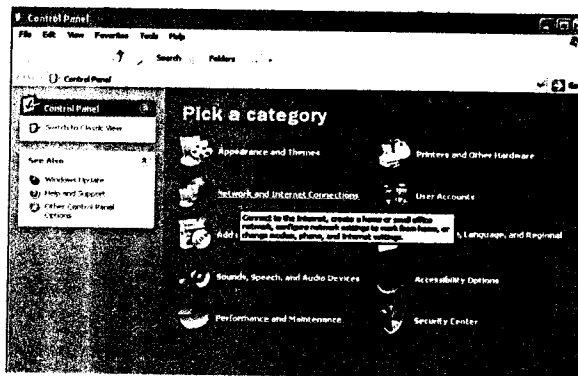 Control Panel
File Edit View Favorites Tools Help
Search Folders
Control Panel
Control Panel
Switch to Classic View
See Also
Windows Update
Help and Support
Other Control Panel
Options
Pick a category
Appearance and Themes
Printers and Other Hardware
Network and Internet Connections
User Accounts
Connect to the Internet, create a home or small office
network, configure network settings to work from home, or
change modem, phone, and Internet settings.
Add
, Language, and Regional
Sounds, Speech, and Audio Devices
Accessibility Options
Performance and Maintenance
Security Center